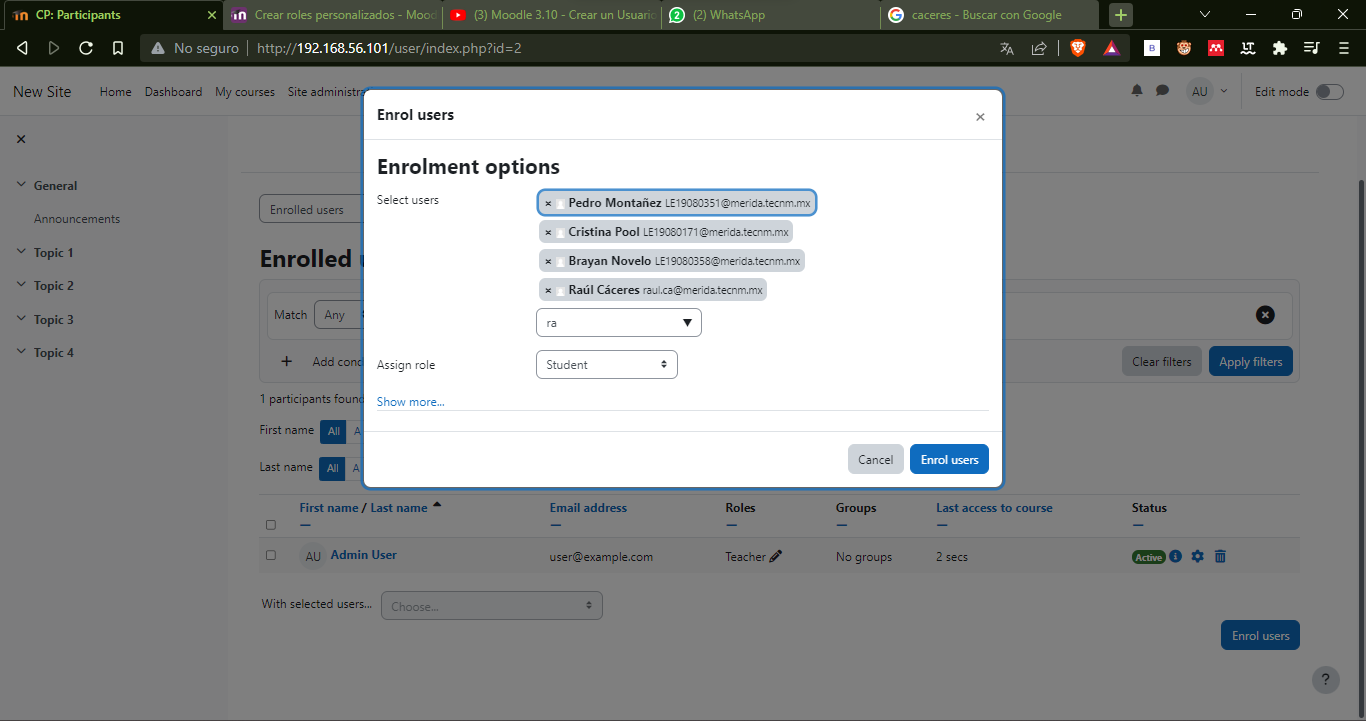 CP: Participants
Crear roles personalizados - Mood
(3) Moodle 3.10 - Crear un Usuario
(2) WhatsApp
caceres - Buscar con Google
No seguro
http://192.168.56.101/user/index.php?id=2
New Site
Home
Dashboard
My courses
Site administra
AU
Edit mode
General
Announcements
Topic 1
Topic 2
Topic 3
Topic 4
Enrolled users
Enrolled u
Match
Any
Add cond
Clear filters
Apply filters
1 participants found
First name
All
A
Last name
All
A
Enrol users
×
Enrolment options
Select users
× Pedro Montañez LE19080351@merida.tecnm.mx
× Cristina Pool LE19080171@merida.tecnm.mx
× Brayan Novelo LE19080358@merida.tecnm.mx
× Raúl Cáceres raul.ca@merida.tecnm.mx
ra
Assign role
Student
Show more...
Cancel
Enrol users
First name / Last name
Email address
Roles
Groups
Last access to course
Status
AU
Admin User
user@example.com
Teacher
No groups
2 secs
Active
With selected users...
Choose...
Enrol users
?